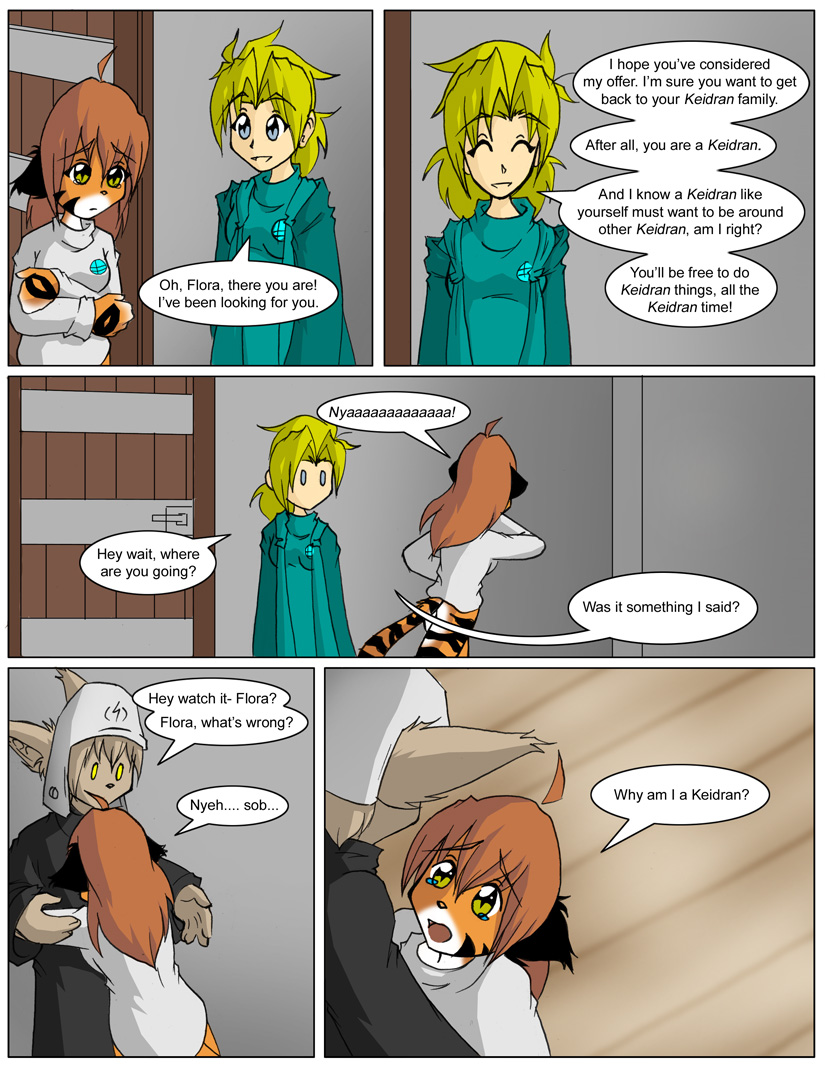 Oh, Flora, there you are!
I've been looking for you.
I hope you've considered
my offer. I'm sure you want to get
back to your Keidran family.
After all, you are a Keidran.
And I know a Keidran like
yourself must want to be around
other Keidran, am I right?
You'll be free to do
Keidran things, all the
Keidran time!
Nyaaaaaaaaaaaaa!
Hey wait, where
are you going?
Was it something I said?
Hey watch it- Flora?
Flora, what's wrong?
Nyeh.... sob...
Why am I a Keidran?